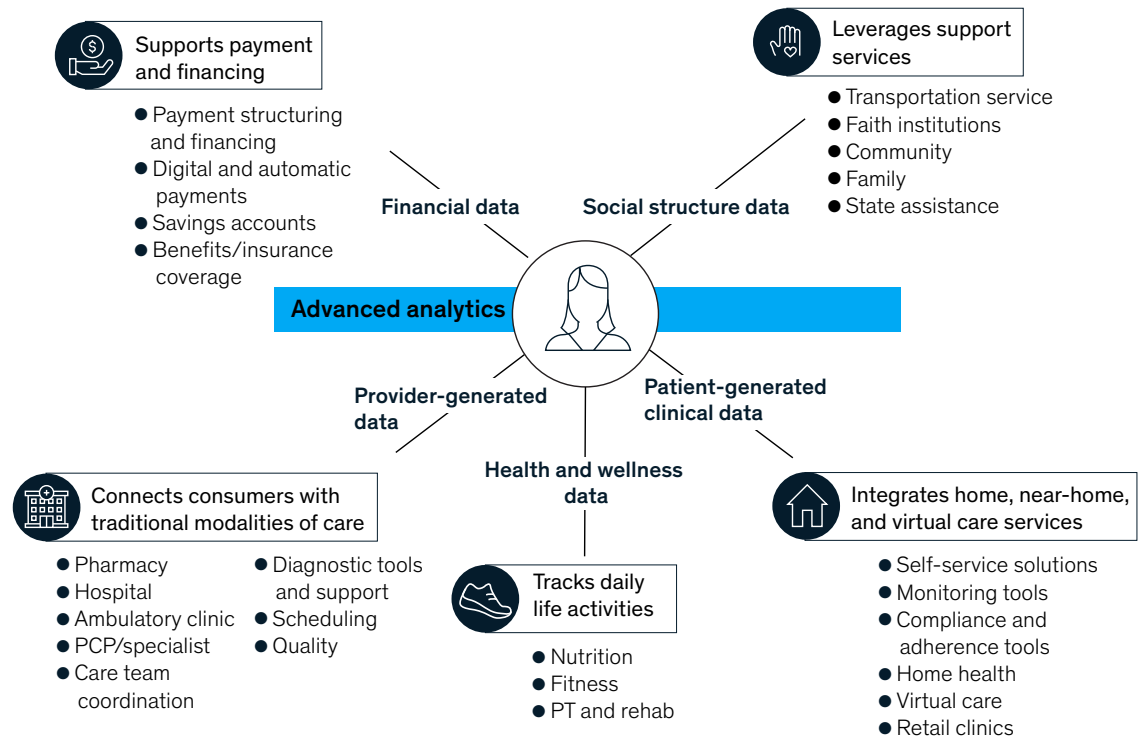 Supports payment
and financing
Payment structuring
and financing
Digital and automatic
payments
Savings accounts
Benefits/insurance
coverage
Leverages support
services
Transportation service
Faith institutions
Community
Family
State assistance
Financial data
Social structure data
Advanced analytics
Provider-generated
data
Patient-generated
clinical data
Health and wellness
data
Connects consumers with
traditional modalities of care
Pharmacy
Hospital
Ambulatory clinic
PCP/specialist
Care team
coordination
Diagnostic tools
and support
Scheduling
Quality
Tracks daily
life activities
Nutrition
Fitness
PT and rehab
Integrates home, near-home,
and virtual care services
Self-service solutions
Monitoring tools
Compliance and
adherence tools
Home health
Virtual care
Retail clinics